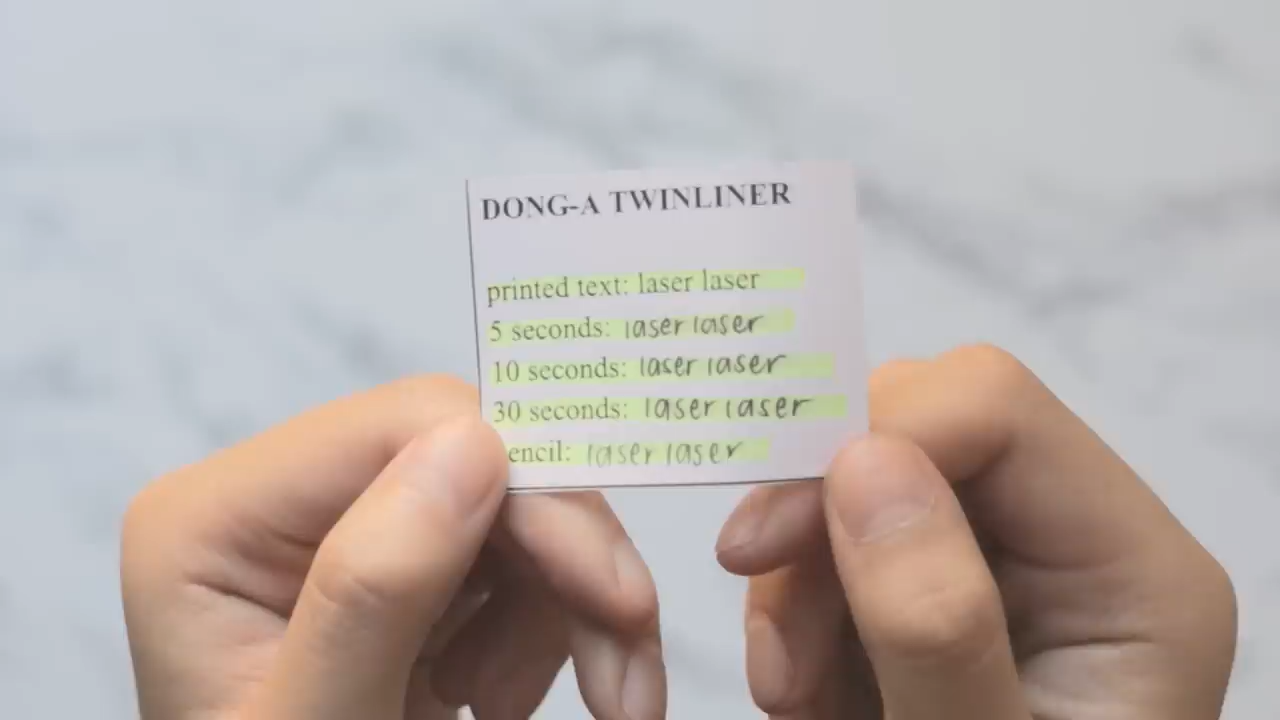 DONG-A TWINLINER
printed text: laser laser
5 seconds: laser laser
10 seconds: laser laser
30 seconds: laser laser
encil: laser laser